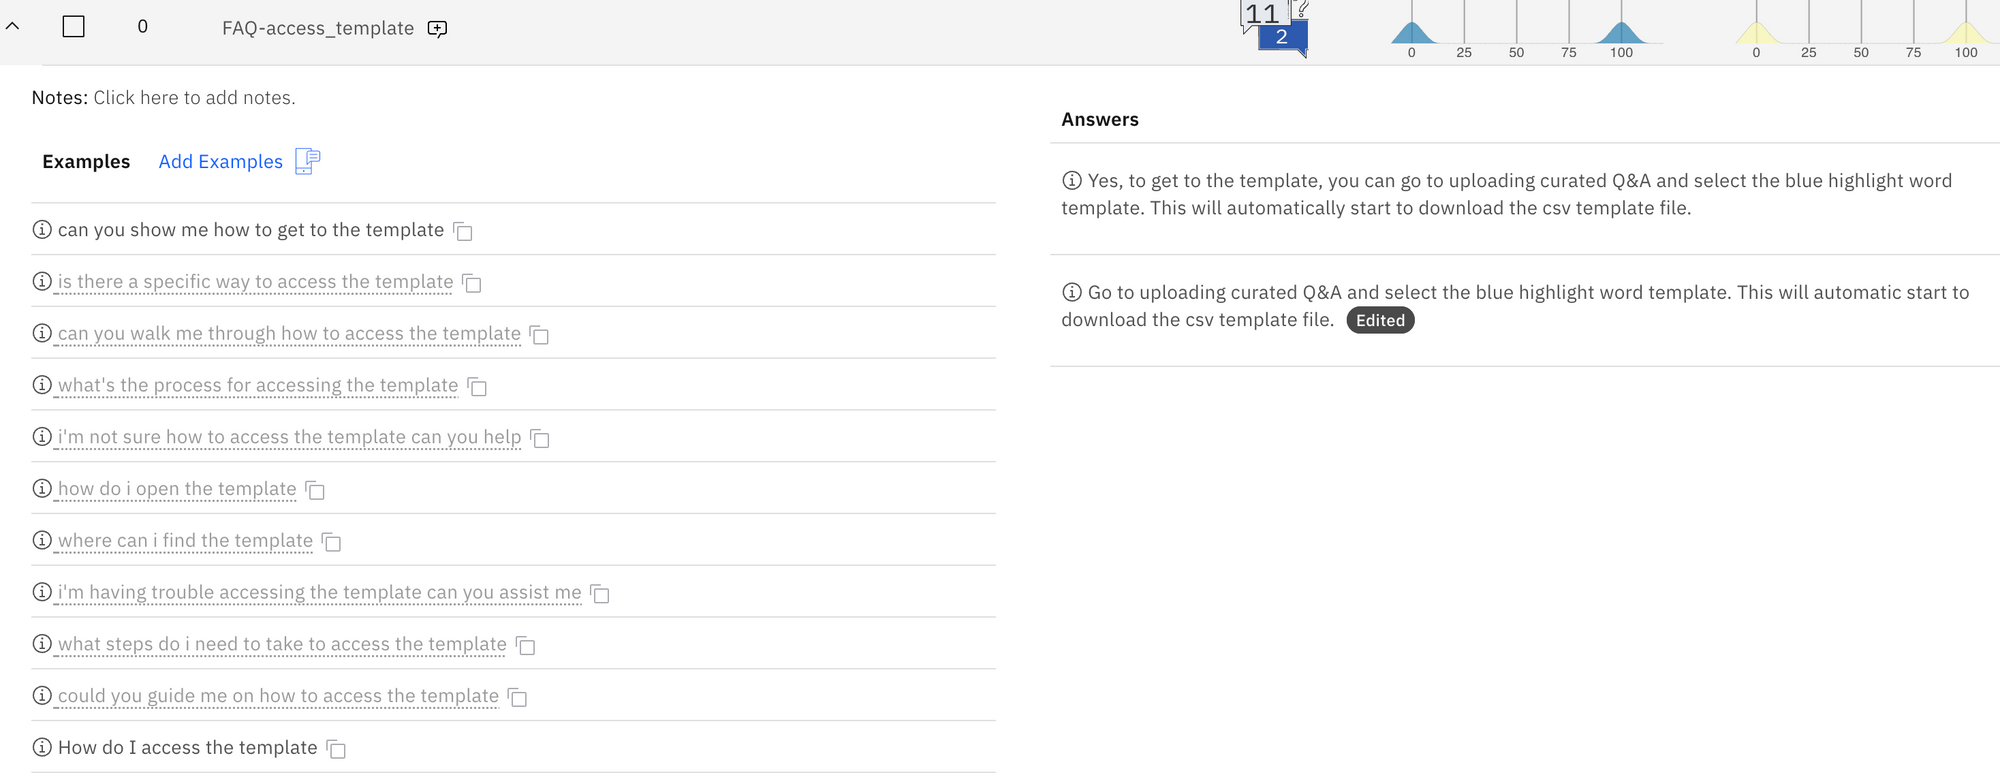 0 FAQ-access_template 11 ? 2
0 25 50 75 100 0 25 50 75 100
Notes: Click here to add notes.
Examples Add Examples
can you show me how to get to the template
is there a specific way to access the template
can you walk me through how to access the template
what's the process for accessing the template
i'm not sure how to access the template can you help
how do i open the template
where can i find the template
i'm having trouble accessing the template can you assist me
what steps do i need to take to access the template
could you guide me on how to access the template
How do I access the template
Answers
Yes, to get to the template, you can go to uploading curated Q&A and select the blue highlight word
template. This will automatically start to download the csv template file.
Go to uploading curated Q&A and select the blue highlight word template. This will automatic start to
download the csv template file. Edited